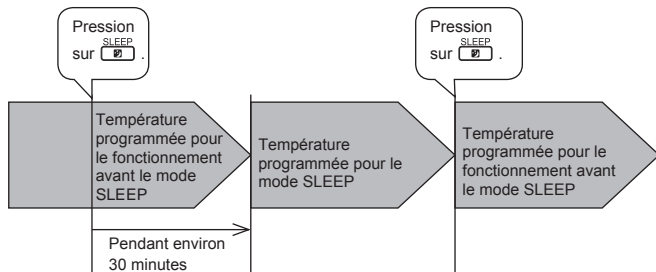 Pression
SLEEP
sur .
Pression
SLEEP
sur .
Température
programmée pour
le fonctionnement
avant le mode
SLEEP
Température
programmée pour le
mode SLEEP
Température
programmée pour le
fonctionnement avant
le mode SLEEP
Pendant environ
30 minutes